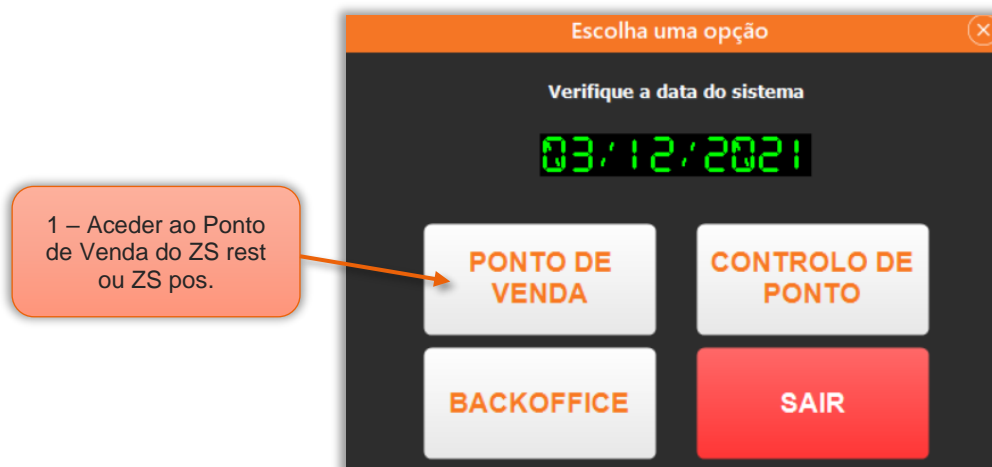 Escolha uma opção
Verifique a data do sistema
03/12/2021
1 – Aceder ao Ponto
de Venda do ZS rest
ou ZS pos.
PONTO DE
VENDA
CONTROLO DE
PONTO
BACKOFFICE
SAIR